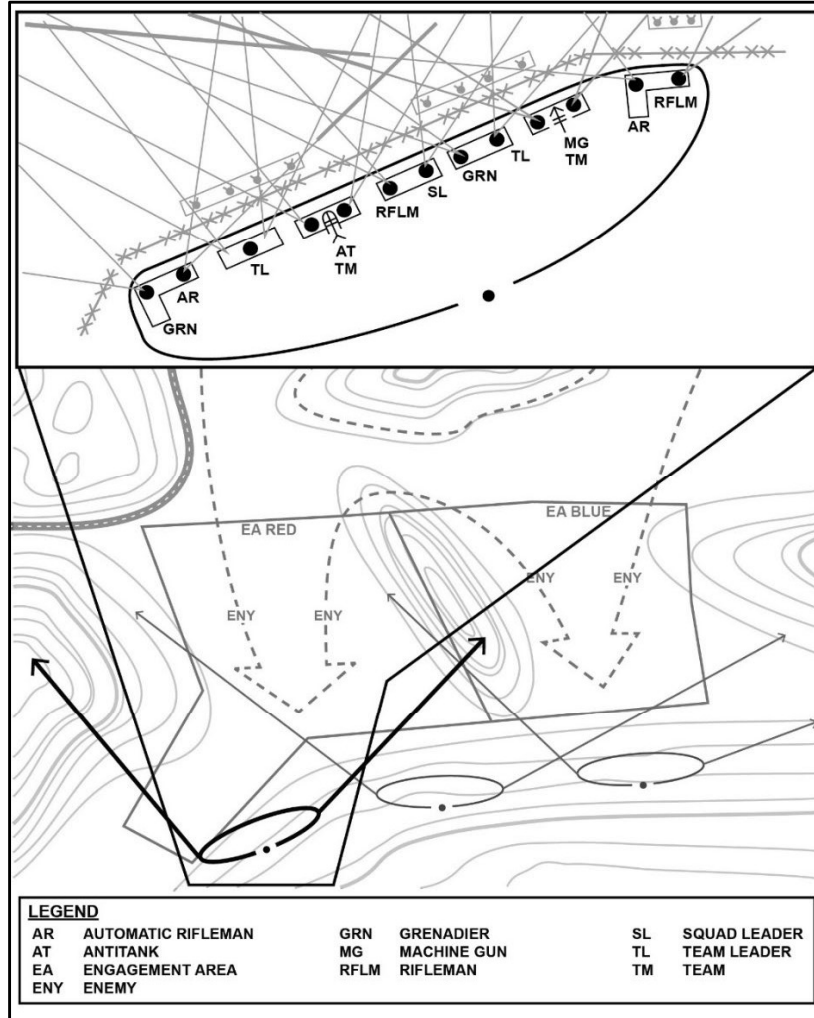 RFLM
AR
MG
TM
TL
GRN
SL
RFLM
AT
TM
TL
AR
GRN
EA RED
EA BLUE
ENY
ENY
ENY
ENY
LEGEND
AR AUTOMATIC RIFLEMAN GRN GRENADIER SL SQUAD LEADER
AT ANTITANK MG MACHINE GUN TL TEAM LEADER
EA ENGAGEMENT AREA RFLM RIFLEMAN TM TEAM
ENY ENEMY